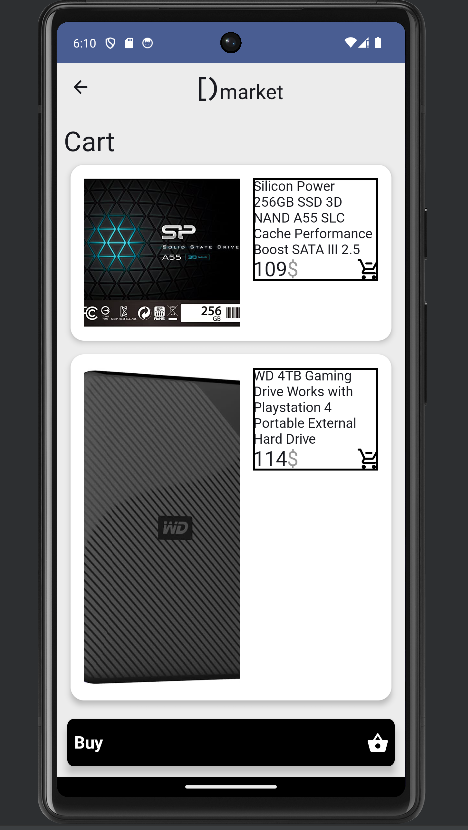 6:10
[)market
Cart
SP
SOLID STATE DRIVE
A55
256
GB
Silicon Power
256GB SSD 3D
NAND A55 SLC
Cache Performance
Boost SATA III 2.5
109$
WD
WD 4TB Gaming
Drive Works with
Playstation 4
Portable External
Hard Drive
114$
Buy